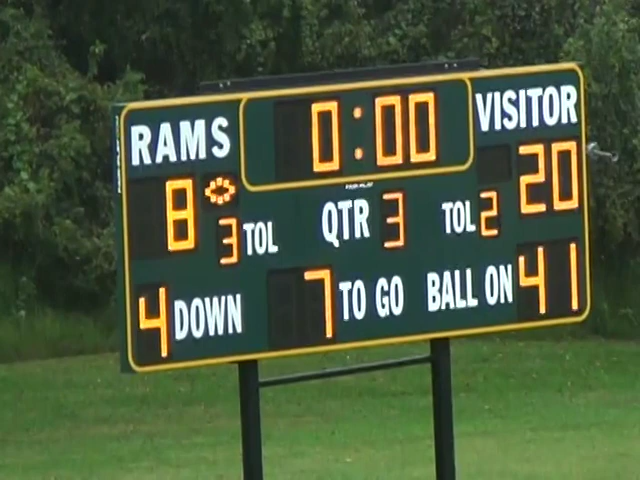 RAMS 0:00 VISITOR
8 20
3 TOL QTR 3 TOL 2
4 DOWN 7 TO GO BALL ON 41